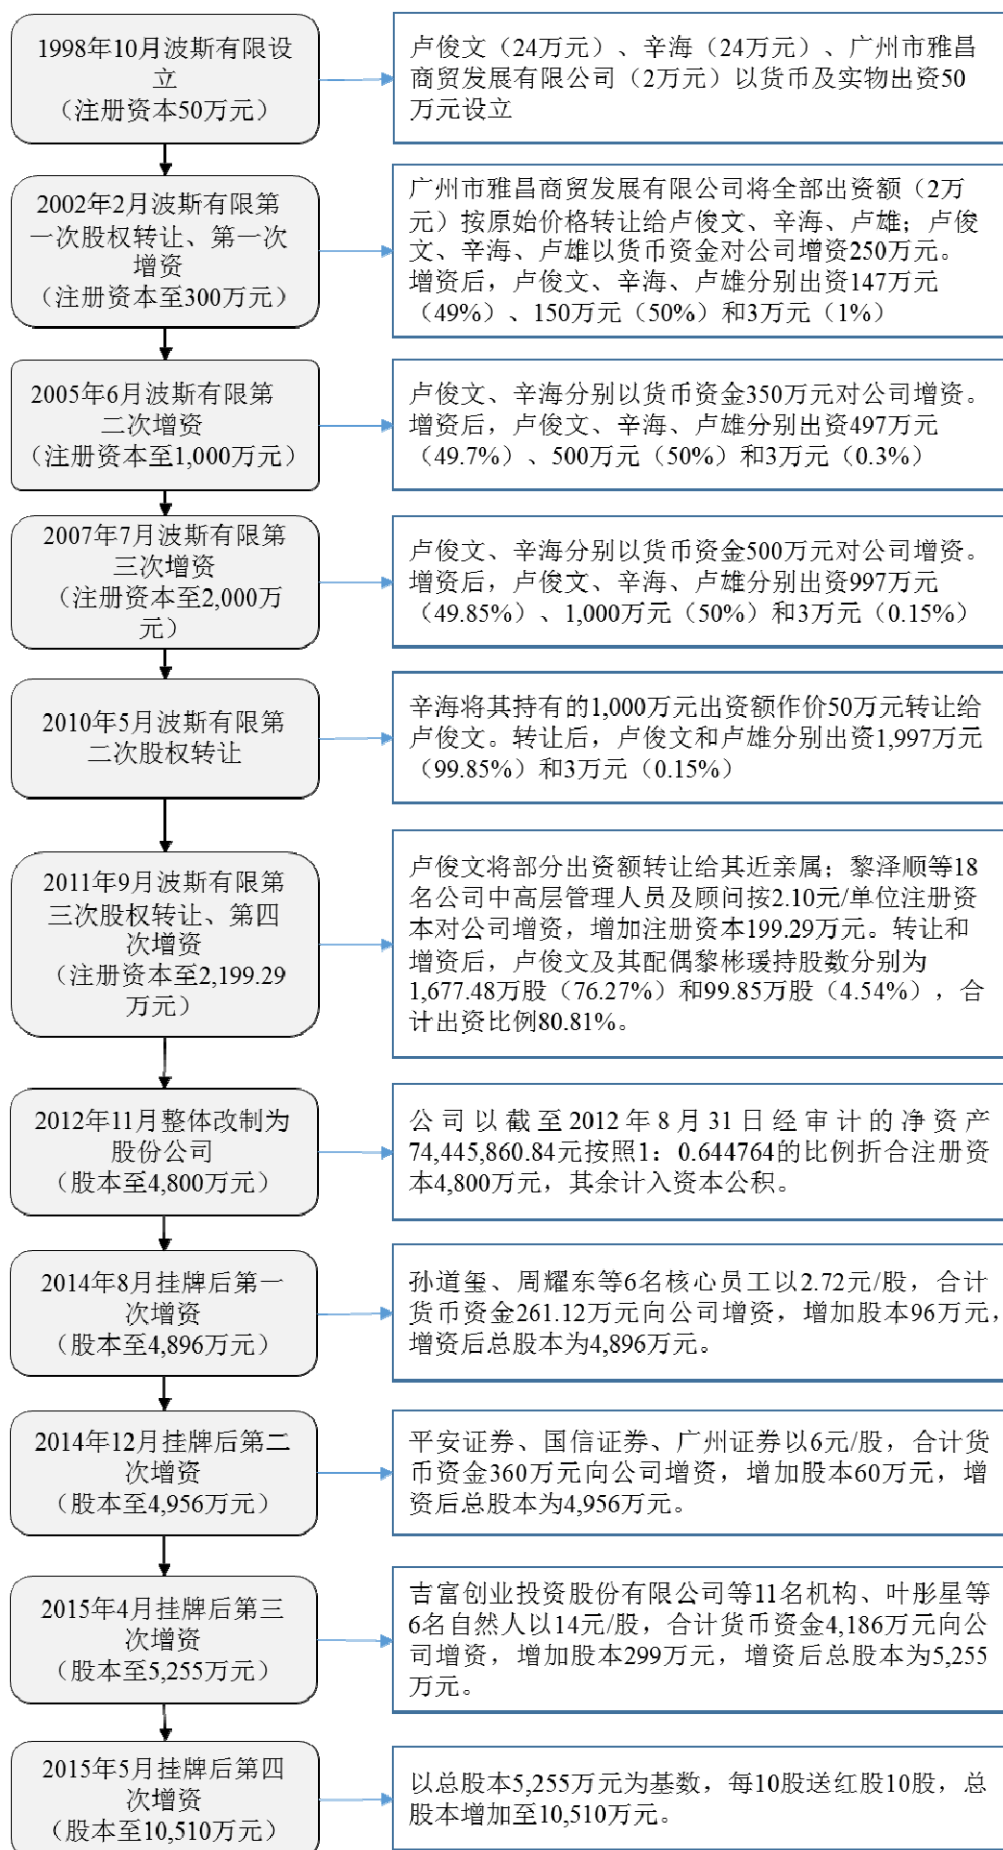 1998年10月波斯有限设
立
（注册资本50万元）
卢俊文（24万元）、辛海（24万元）、广州市雅昌
商贸发展有限公司（2万元）以货币及实物出资50
万元设立
2002年2月波斯有限第
一次股权转让、第一次
增资
（注册资本至300万元）
广州市雅昌商贸发展有限公司将全部出资额（2万
元）按原始价格转让给卢俊文、辛海、卢雄；卢俊
文、辛海、卢雄以货币资金对公司增资250万元。
增资后，卢俊文、辛海、卢雄分别出资147万元
（49%）、150万元（50%）和3万元（1%）
2005年6月波斯有限第
二次增资
（注册资本至1,000万元）
卢俊文、辛海分别以货币资金350万元对公司增资。
增资后，卢俊文、辛海、卢雄分别出资497万元
（49.7%）、500万元（50%）和3万元（0.3%）
2007年7月波斯有限第
三次增资
（注册资本至2,000万
元）
卢俊文、辛海分别以货币资金500万元对公司增资。
增资后，卢俊文、辛海、卢雄分别出资997万元
（49.85%）、1,000万元（50%）和3万元（0.15%）
2010年5月波斯有限第
二次股权转让
辛海将其持有的1,000万元出资额作价50万元转让给
卢俊文。转让后，卢俊文和卢雄分别出资1,997万元
（99.85%）和3万元（0.15%）
2011年9月波斯有限第
三次股权转让、第四
次增资
（注册资本至2,199.29
万元）
卢俊文将部分出资额转让给其近亲属；黎泽顺等18
名公司中高层管理人员及顾问按2.10元/单位注册资
本对公司增资，增加注册资本199.29万元。转让和
增资后，卢俊文及其配偶黎彬瑗持股数分别为
1,677.48万股（76.27%）和99.85万股（4.54%），合
计出资比例80.81%。
2012年11月整体改制为
股份公司
（股本至4,800万元）
公司以截至2012年8月31日经审计的净资产
74,445,860.84元按照1：0.644764的比例折合注册资
本4,800万元，其余计入资本公积。
2014年8月挂牌后第一
次增资
（股本至4,896万元）
孙道玺、周耀东等6名核心员工以2.72元/股，合计
货币资金261.12万元向公司增资，增加股本96万元，
增资后总股本为4,896万元。
2014年12月挂牌后第二
次增资
（股本至4,956万元）
平安证券、国信证券、广州证券以6元/股，合计货
币资金360万元向公司增资，增加股本60万元，增
资后总股本为4,956万元。
2015年4月挂牌后第三
次增资
（股本至5,255万元）
吉富创业投资股份有限公司等11名机构、叶彤星等
6名自然人以14元/股，合计货币资金4,186万元向公
司增资，增加股本299万元，增资后总股本为5,255
万元。
2015年5月挂牌后第四
次增资
（股本至10,510万元）
以总股本5,255万元为基数，每10股送红股10股，总
股本增加至10,510万元。